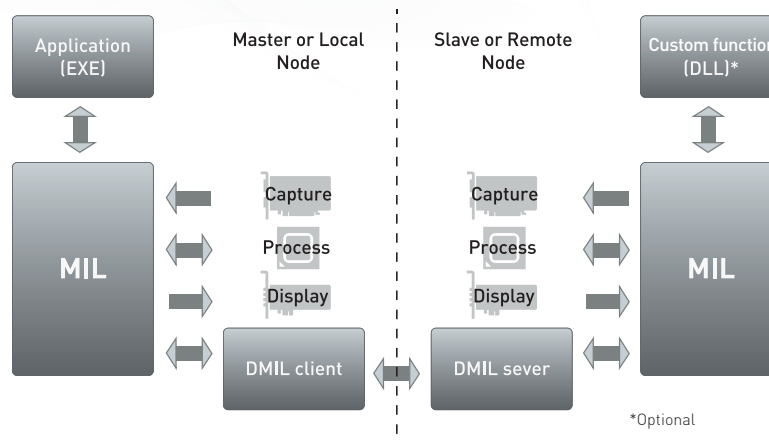 Application
(EXE)
Master or Local
Node
Slave or Remote
Node
Custom function
(DLL)*
MIL
Capture
Process
Display
DMIL client
Capture
Process
Display
DMIL sever
MIL
*Optional